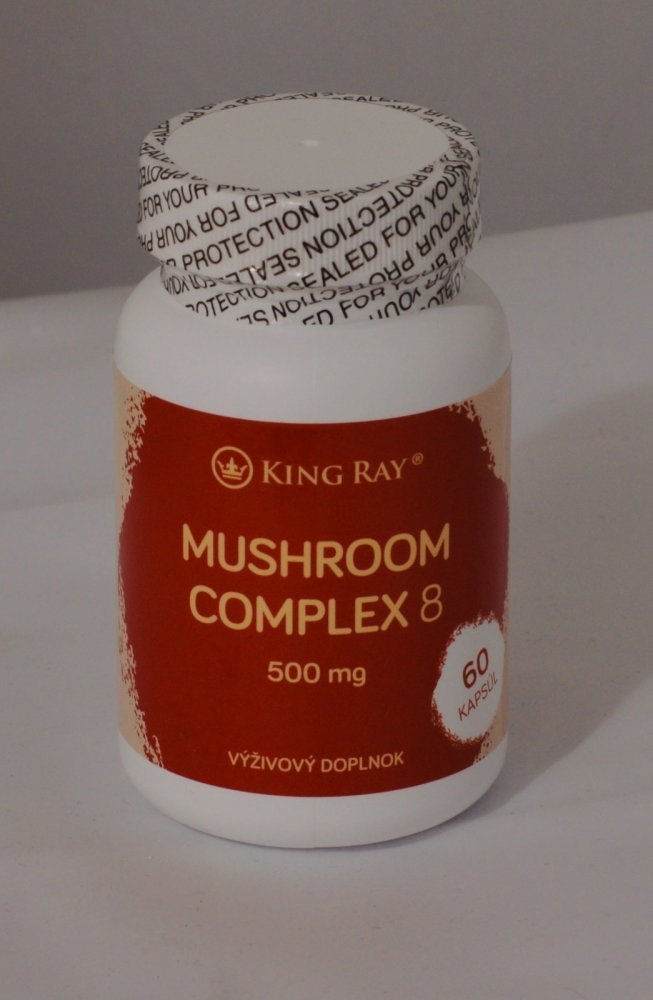 SEALED FOR YOUR PROTECTION
KING RAY®
MUSHROOM
COMPLEX 8
500 mg
60
KAPSÚL
VÝŽIVOVÝ DOPLNOK